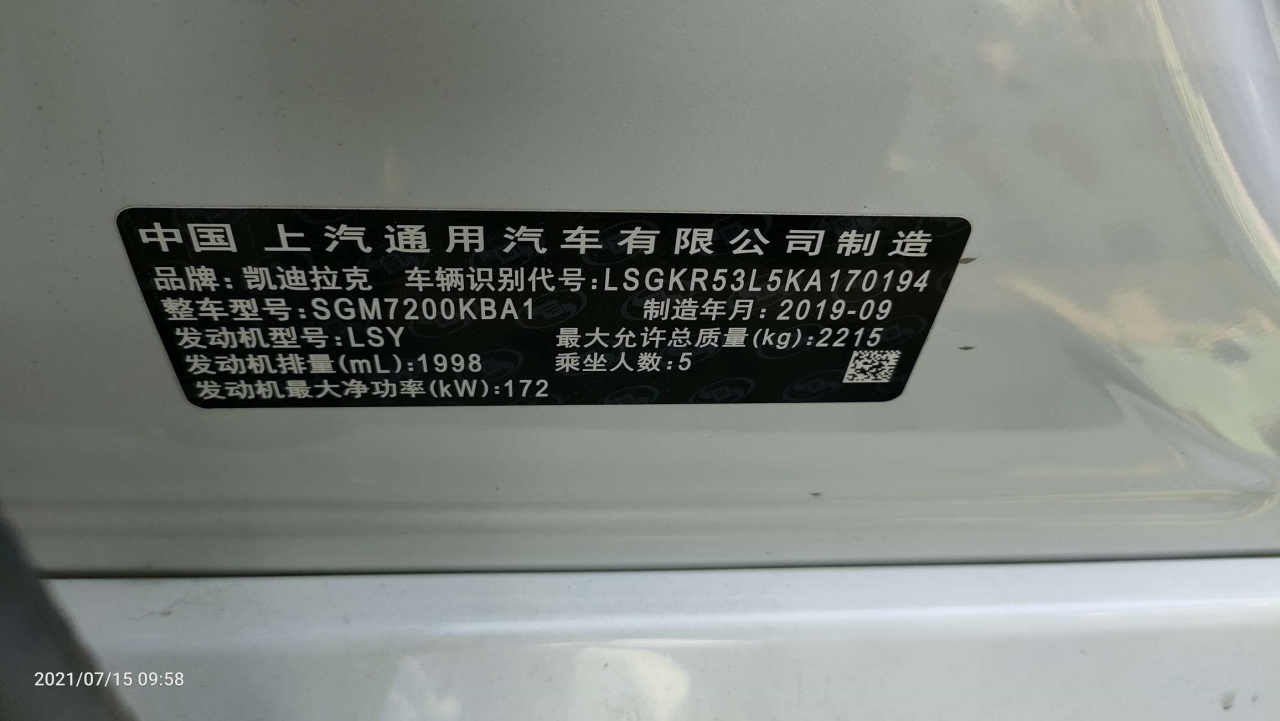 中国 上汽通用汽车有限公司制造
品牌:凯迪拉克 车辆识别代号:LSGKR53L5KA170194
整车型号:SGM7200KBA1 制造年月:2019-09
发动机型号:LSY 最大允许总质量(kg):2215
发动机排量(mL):1998 乘坐人数:5
发动机最大净功率(kW):172
2021/07/15 09:58